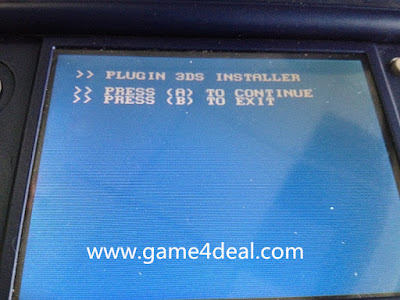 >> PLUGIN 3DS INSTALLER
>> PRESS (A) TO CONTINUE
>> PRESS (B) TO EXIT
www.game4deal.com